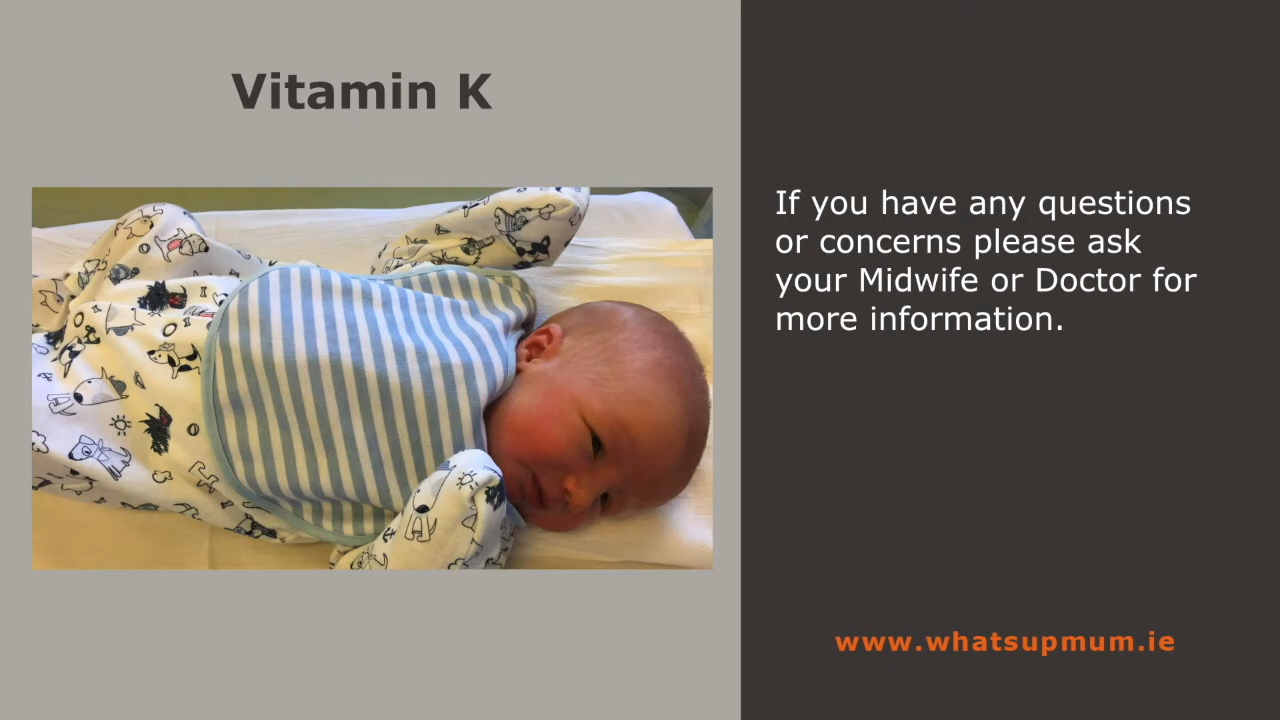 Vitamin K
If you have any questions
or concerns please ask
your Midwife or Doctor for
more information.
www.whatsupmum.ie